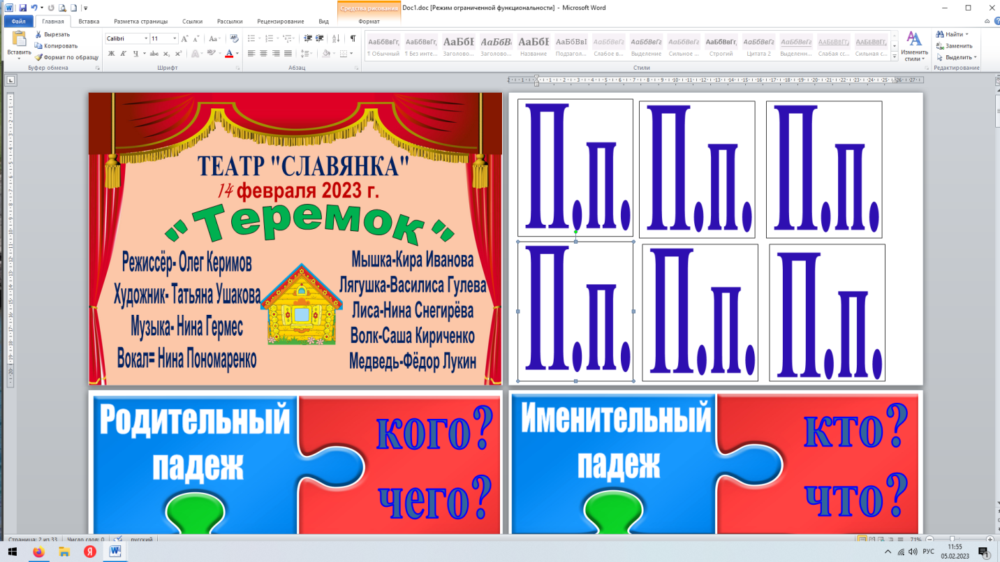 Средства рисования
Doc1.doc [Режим ограниченной функциональности] - Microsoft Word
Файл Главная Вставка Разметка страницы Ссылки Рассылки Рецензирование Вид Формат
Вставить
Вырезать
Копировать
Формат по образцу
Буфер обмена
Calibri 11
Шрифт
Абзац
АаБбВвГг, АаБбВвГг, АаБбВ АаБбВв АаБбВ АаБбВвІ АаБбВвГг АаБбВвГг АаБбВвГг АаБбВвГг, АаБбВвГг АаБбВвГг ААБбВвГг, ААБбВвГг,
¶ Обычный ¶ Без инте... Заголово... Заголово... Название Подзагол... Слабое в... Выделение Сильное ... Строгий Цитата 2 Выделенн... Слабая сс... Сильная с...
Стили
Изменить стили
Найти
Заменить
Выделить
Редактирование
ТЕАТР "СЛАВЯНКА"
14 февраля 2023 г.
"Теремок"
Режиссёр- Олег Керимов
Художник- Татьяна Ушакова
Музыка- Нина Гермес
Вокал= Нина Пономаренко
Мышка-Кира Иванова
Лягушка-Василиса Гулева
Лиса-Нина Снегирёва
Волк-Саша Кириченко
Медведь-Фёдор Лукин
П.п. П.п. П.п.
П.п. П.п. П.п.
Родительный
падеж
кого?
чего?
Именительный
падеж
кто?
что?
Страница: 2 из 33 Число слов: 0 русский 71%
РУС
11:55
05.02.2023